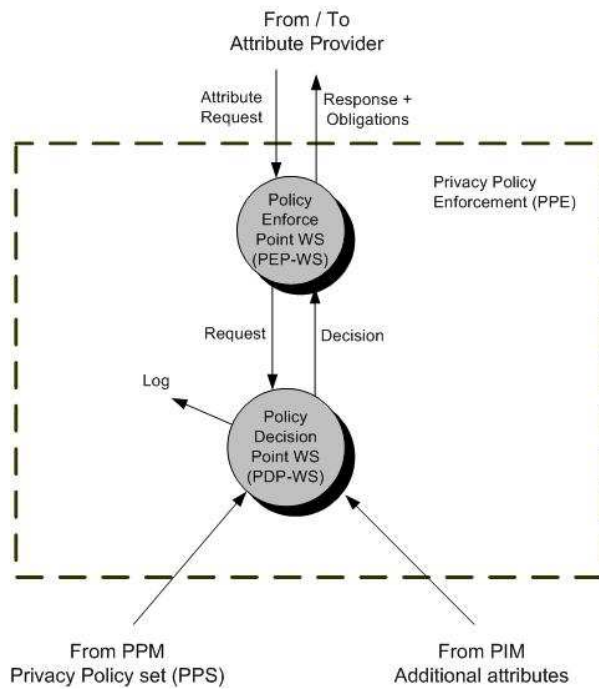 From / To
Attribute Provider
Attribute
Request
Response +
Obligations
Privacy Policy
Enforcement (PPE)
Policy
Enforce
Point WS
(PEP-WS)
Request
Decision
Log
Policy
Decision
Point WS
(PDP-WS)
From PPM
Privacy Policy set (PPS)
From PIM
Additional attributes